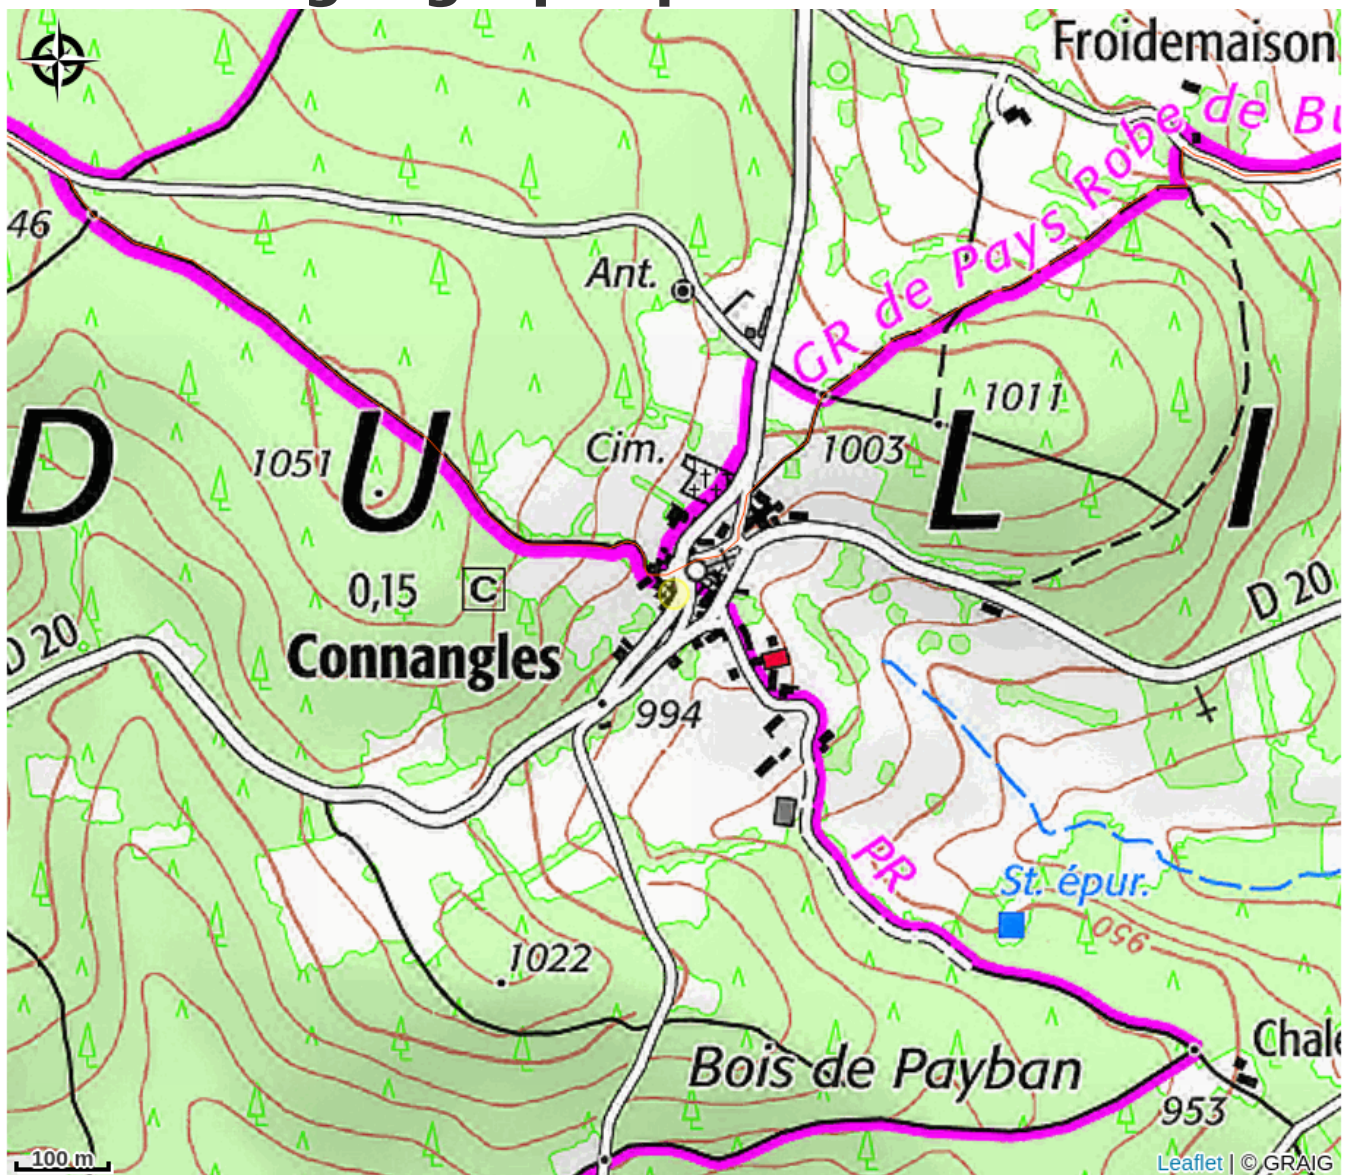 Froidemaison
GR de Pays Robe de Bu
46
Ant.
1011
D U L I
Cim.
1003
1051
0,15 C
D 20
D 20
Connangles
994
PR
St. épur.
950
1022
Chale
Bois de Payban
953
100 m
Leaflet | © GRAIG